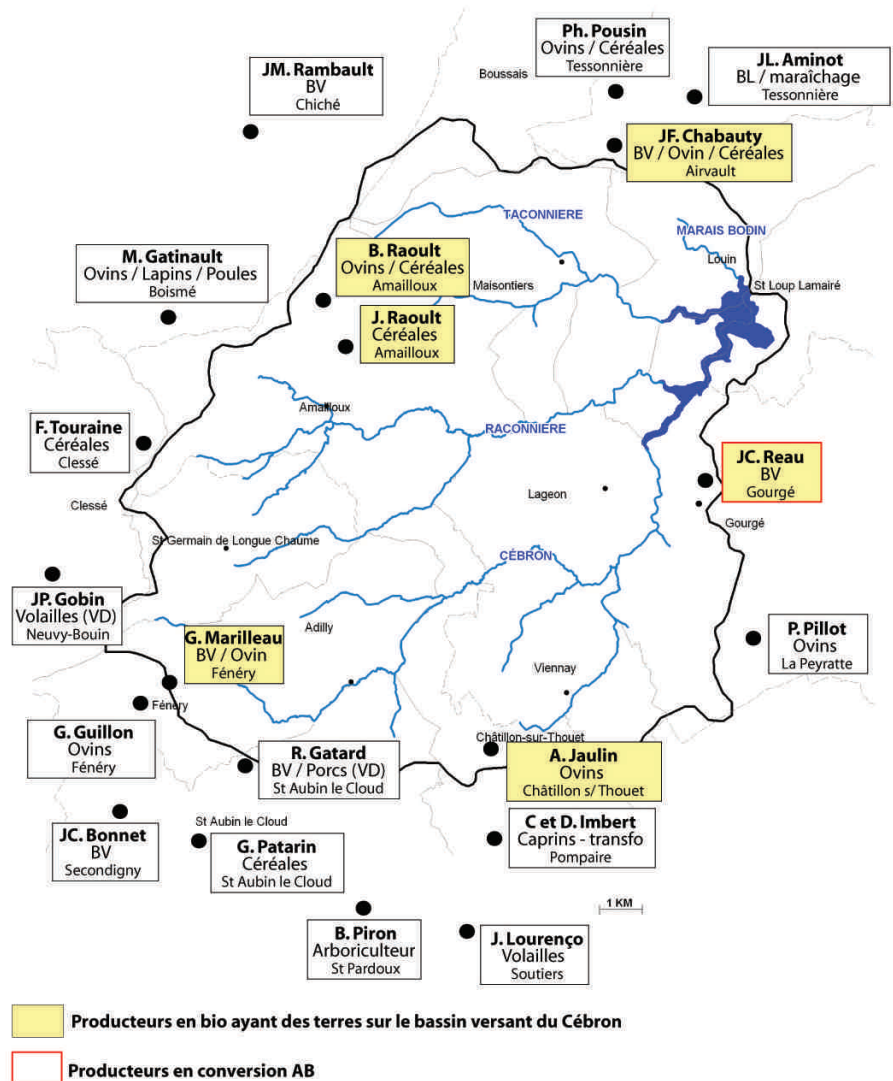 Ph. Pousin
Ovins / Céréales
Tessonnière
JM. Rambault
BV
Chiché
Boussais
JL. Aminot
BL / maraîchage
Tessonnière
JF. Chabauty
BV / Ovin / Céréales
Airvault
TACONNIERE
MARAIS BODIN
Louin
M. Gatinault
Ovins / Lapins / Poules
Boismé
B. Raoult
Ovins / Céréales
Amailloux
Maisontiers
St Loup Lamairé
J. Raoult
Céréales
Amailloux
Amailloux
F. Touraine
Céréales
Clessé
RACONNIERE
JC. Reau
BV
Gourgé
Lageon
Clessé
Gourgé
St Germain de Longue Chaume
CÉBRON
JP. Gobin
Volailles (VD)
Neuvy-Bouin
Adilly
G. Marilleau
BV / Ovin
Fénéry
P. Pillot
Ovins
La Peyratte
Viennay
Fénéry
G. Guillon
Ovins
Fénéry
Châtillon-sur-Thouet
R. Gatard
BV / Porcs (VD)
St Aubin le Cloud
A. Jaulin
Ovins
Châtillon s/ Thouet
JC. Bonnet
BV
Secondigny
St Aubin le Cloud
G. Patarin
Céréales
St Aubin le Cloud
C et D. Imbert
Caprins - transfo
Pompaire
1 KM
B. Piron
Arboriculteur
St Pardoux
J. Lourenço
Volailles
Soutiers
Producteurs en bio ayant des terres sur le bassin versant du Cébron
Producteurs en conversion AB